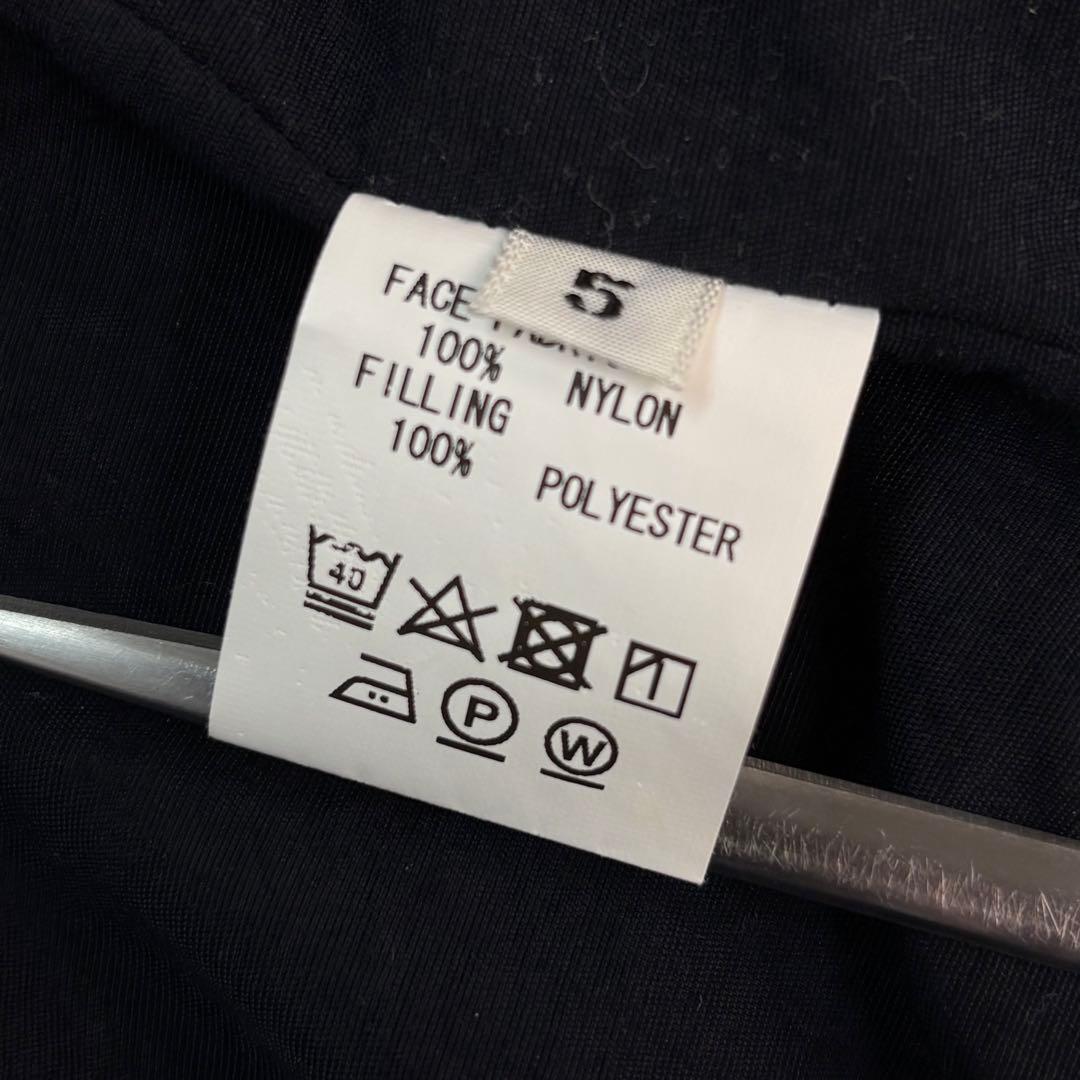 5
FACE
100% NYLON
FILLING
100% POLYESTER
40
P
W